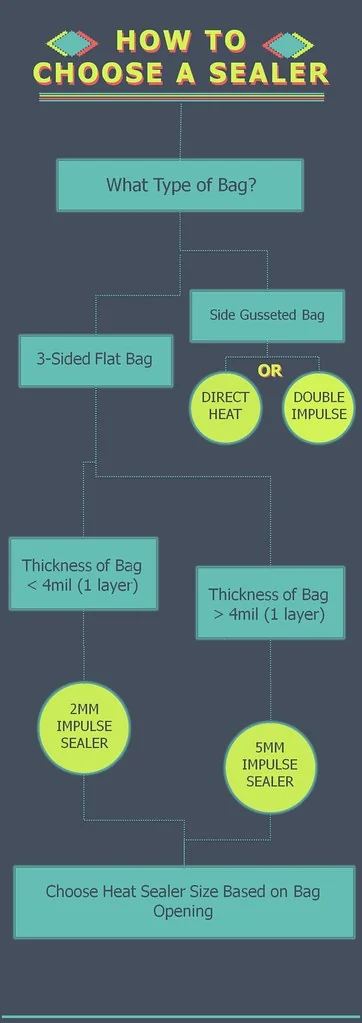 HOW TO
CHOOSE A SEALER
What Type of Bag?
Side Gusseted Bag
3-Sided Flat Bag
OR
DIRECT
HEAT
DOUBLE
IMPULSE
Thickness of Bag
< 4mil (1 layer)
Thickness of Bag
> 4mil (1 layer)
2MM
IMPULSE
SEALER
5MM
IMPULSE
SEALER
Choose Heat Sealer Size Based on Bag
Opening